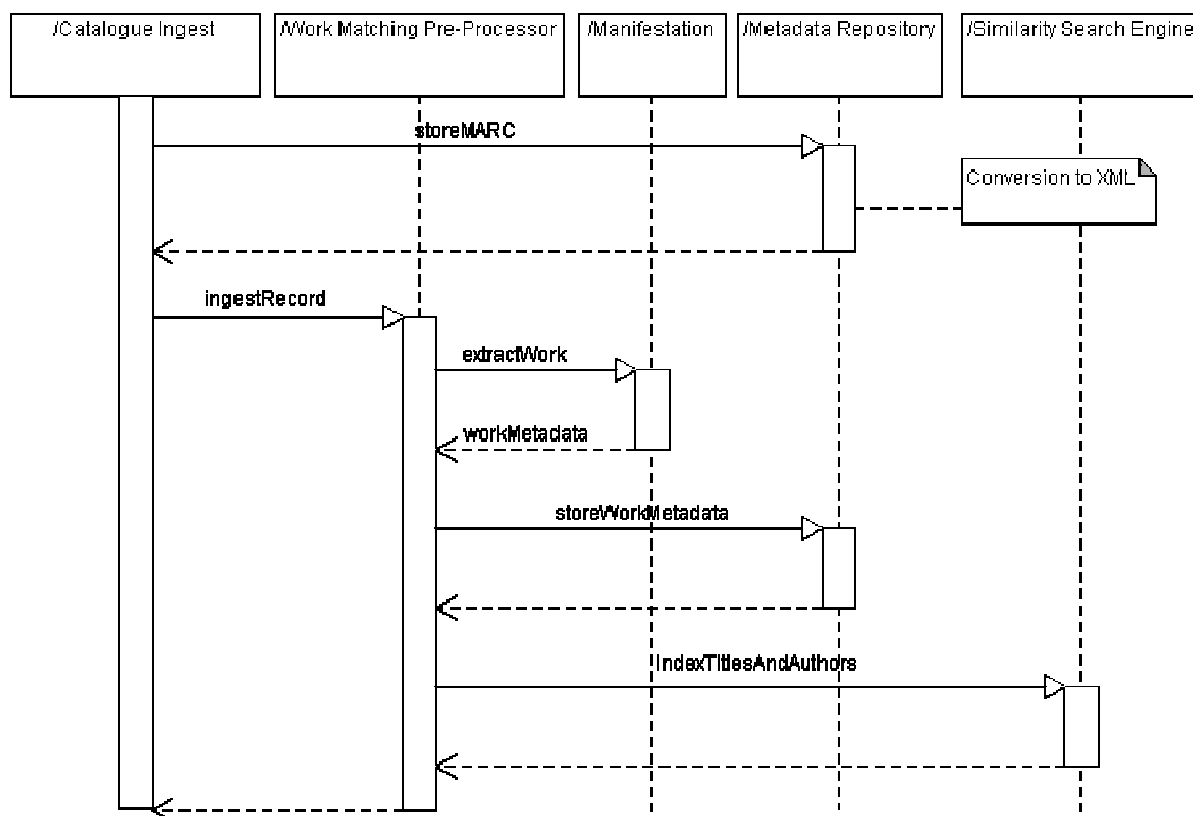 /Catalogue Ingest
/Work Matching Pre-Processor
/Manifestation
/Metadata Repository
/Similarity Search Engine
storeMARC
Conversion to XML
ingestRecord
extractWork
workMetadata
storeWorkMetadata
indexTitlesAndAuthors